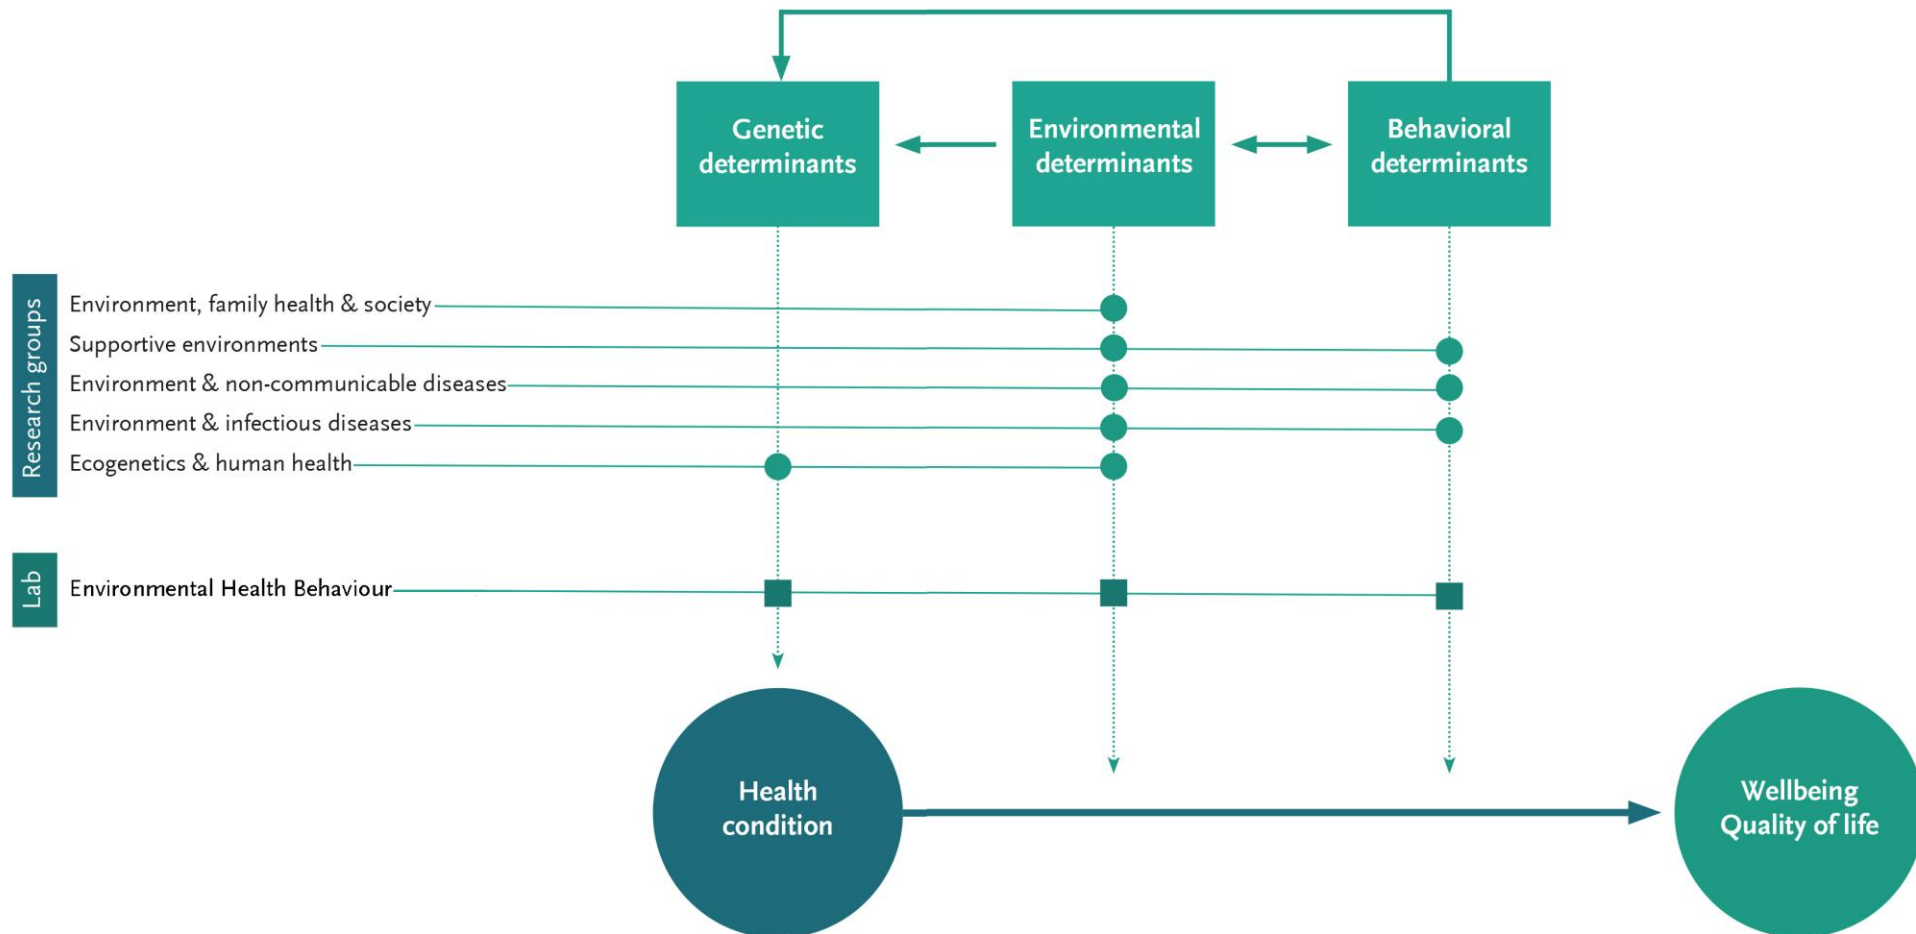 Genetic
determinants
Environmental
determinants
Behavioral
determinants
Research groups
Environment, family health & society
Supportive environments
Environment & non-communicable diseases
Environment & infectious diseases
Ecogenetics & human health
Lab
Environmental Health Behaviour
Health
condition
Wellbeing
Quality of life